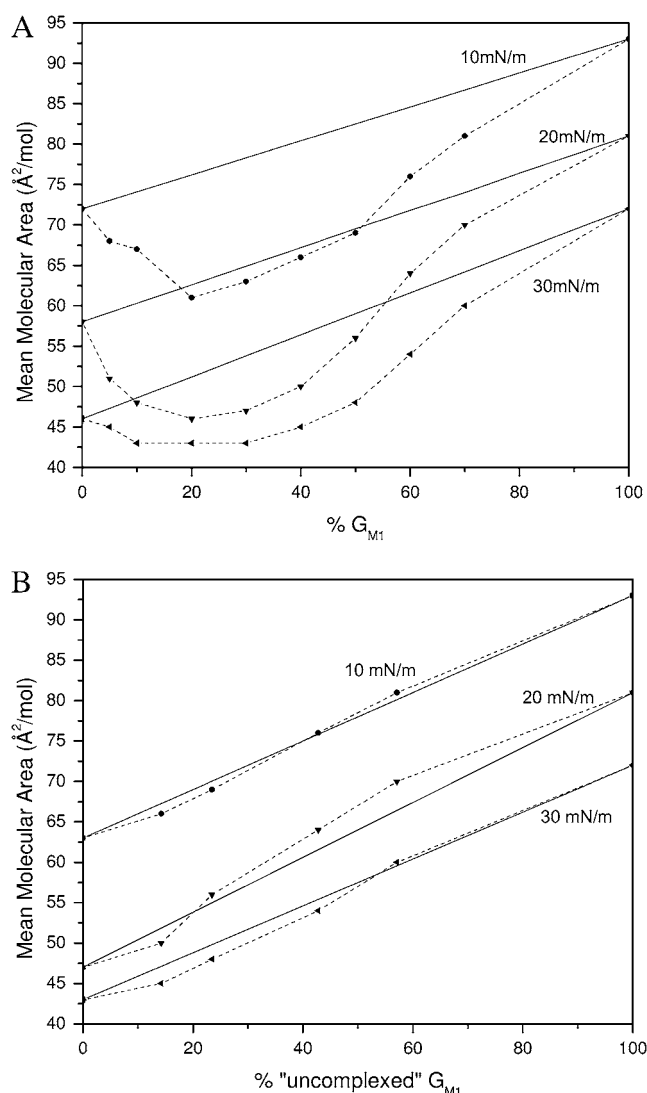 A
95
90
85
80
75
70
65
60
55
50
45
40
Mean Molecular Area (Å²/mol)
10mN/m
20mN/m
30mN/m
0 20 40 60 80 100
% G_M1
B
95
90
85
80
75
70
65
60
55
50
45
40
Mean Molecular Area (Å²/mol)
10 mN/m
20 mN/m
30 mN/m
0 20 40 60 80 100
% "uncomplexed" G_M1